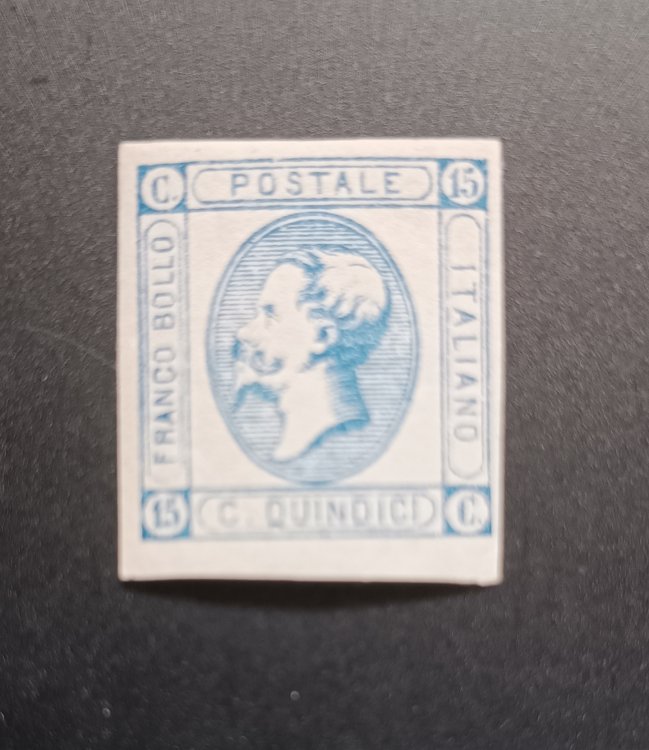 C. POSTALE 15
FRANCO BOLLO
ITALIANO
15 C. QUINDICI C.